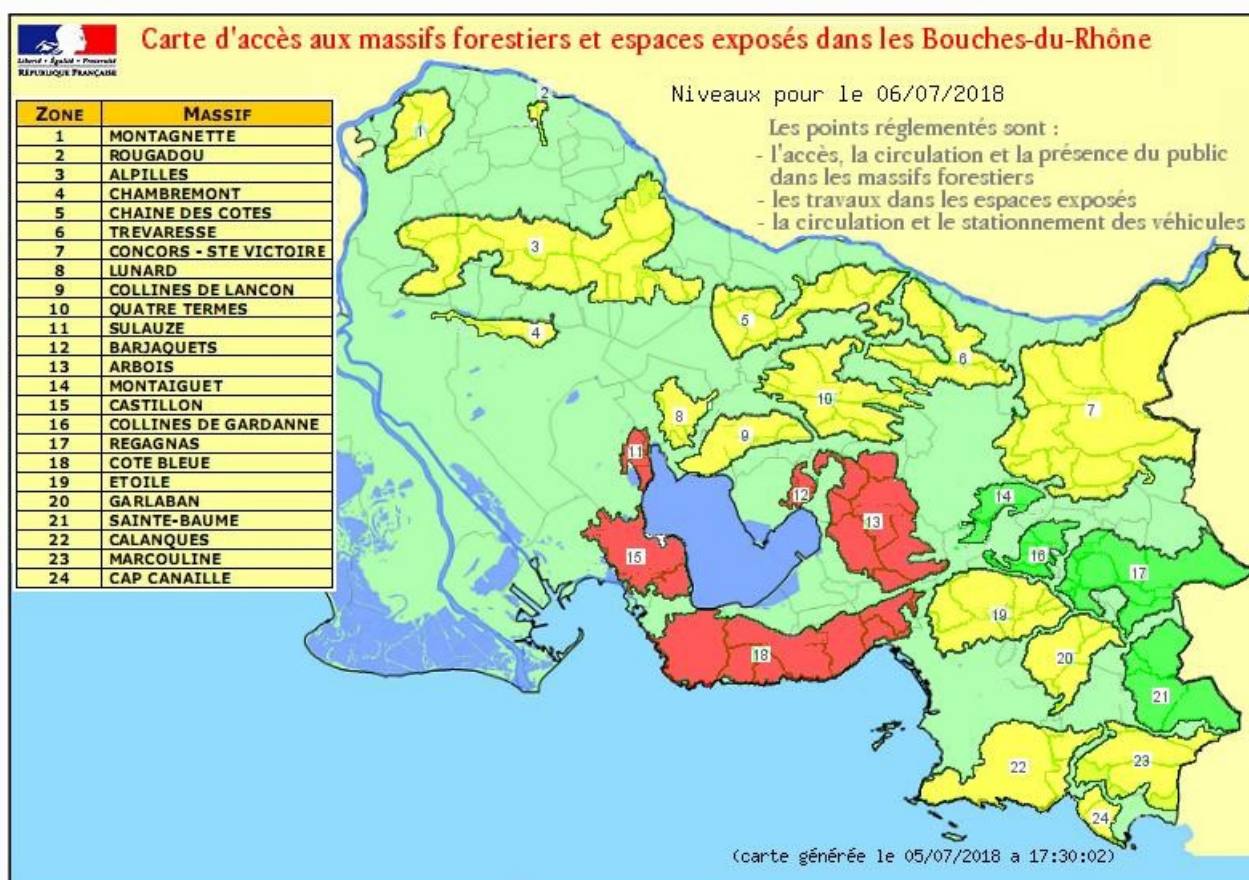 Carte d'accès aux massifs forestiers et espaces exposés dans les Bouches-du-Rhône
Liberté • Égalité • Fraternité
RÉPUBLIQUE FRANÇAISE
Niveaux pour le 06/07/2018
Les points réglementés sont :
- l'accès, la circulation et la présence du public
dans les massifs forestiers
- les travaux dans les espaces exposés
- la circulation et le stationnement des véhicules
ZONE MASSIF
1 MONTAGNETTE
2 ROUGADOU
3 ALPILLES
4 CHAMBREMONT
5 CHAINE DES COTES
6 TREVARESSE
7 CONCORS - STE VICTOIRE
8 LUNARD
9 COLLINES DE LANCON
10 QUATRE TERMES
11 SULAUZE
12 BARJAQUETS
13 ARBOIS
14 MONTAIGUET
15 CASTILLON
16 COLLINES DE GARDANNE
17 REGAGNAS
18 COTE BLEUE
19 ETOILE
20 GARLABAN
21 SAINTE-BAUME
22 CALANQUES
23 MARCOULINE
24 CAP CANAILLE
2
1
3
4
5
6
7
8
9
10
11
12
13
14
15
16
17
18
19
20
21
22
23
24
(carte générée le 05/07/2018 a 17:30:02)